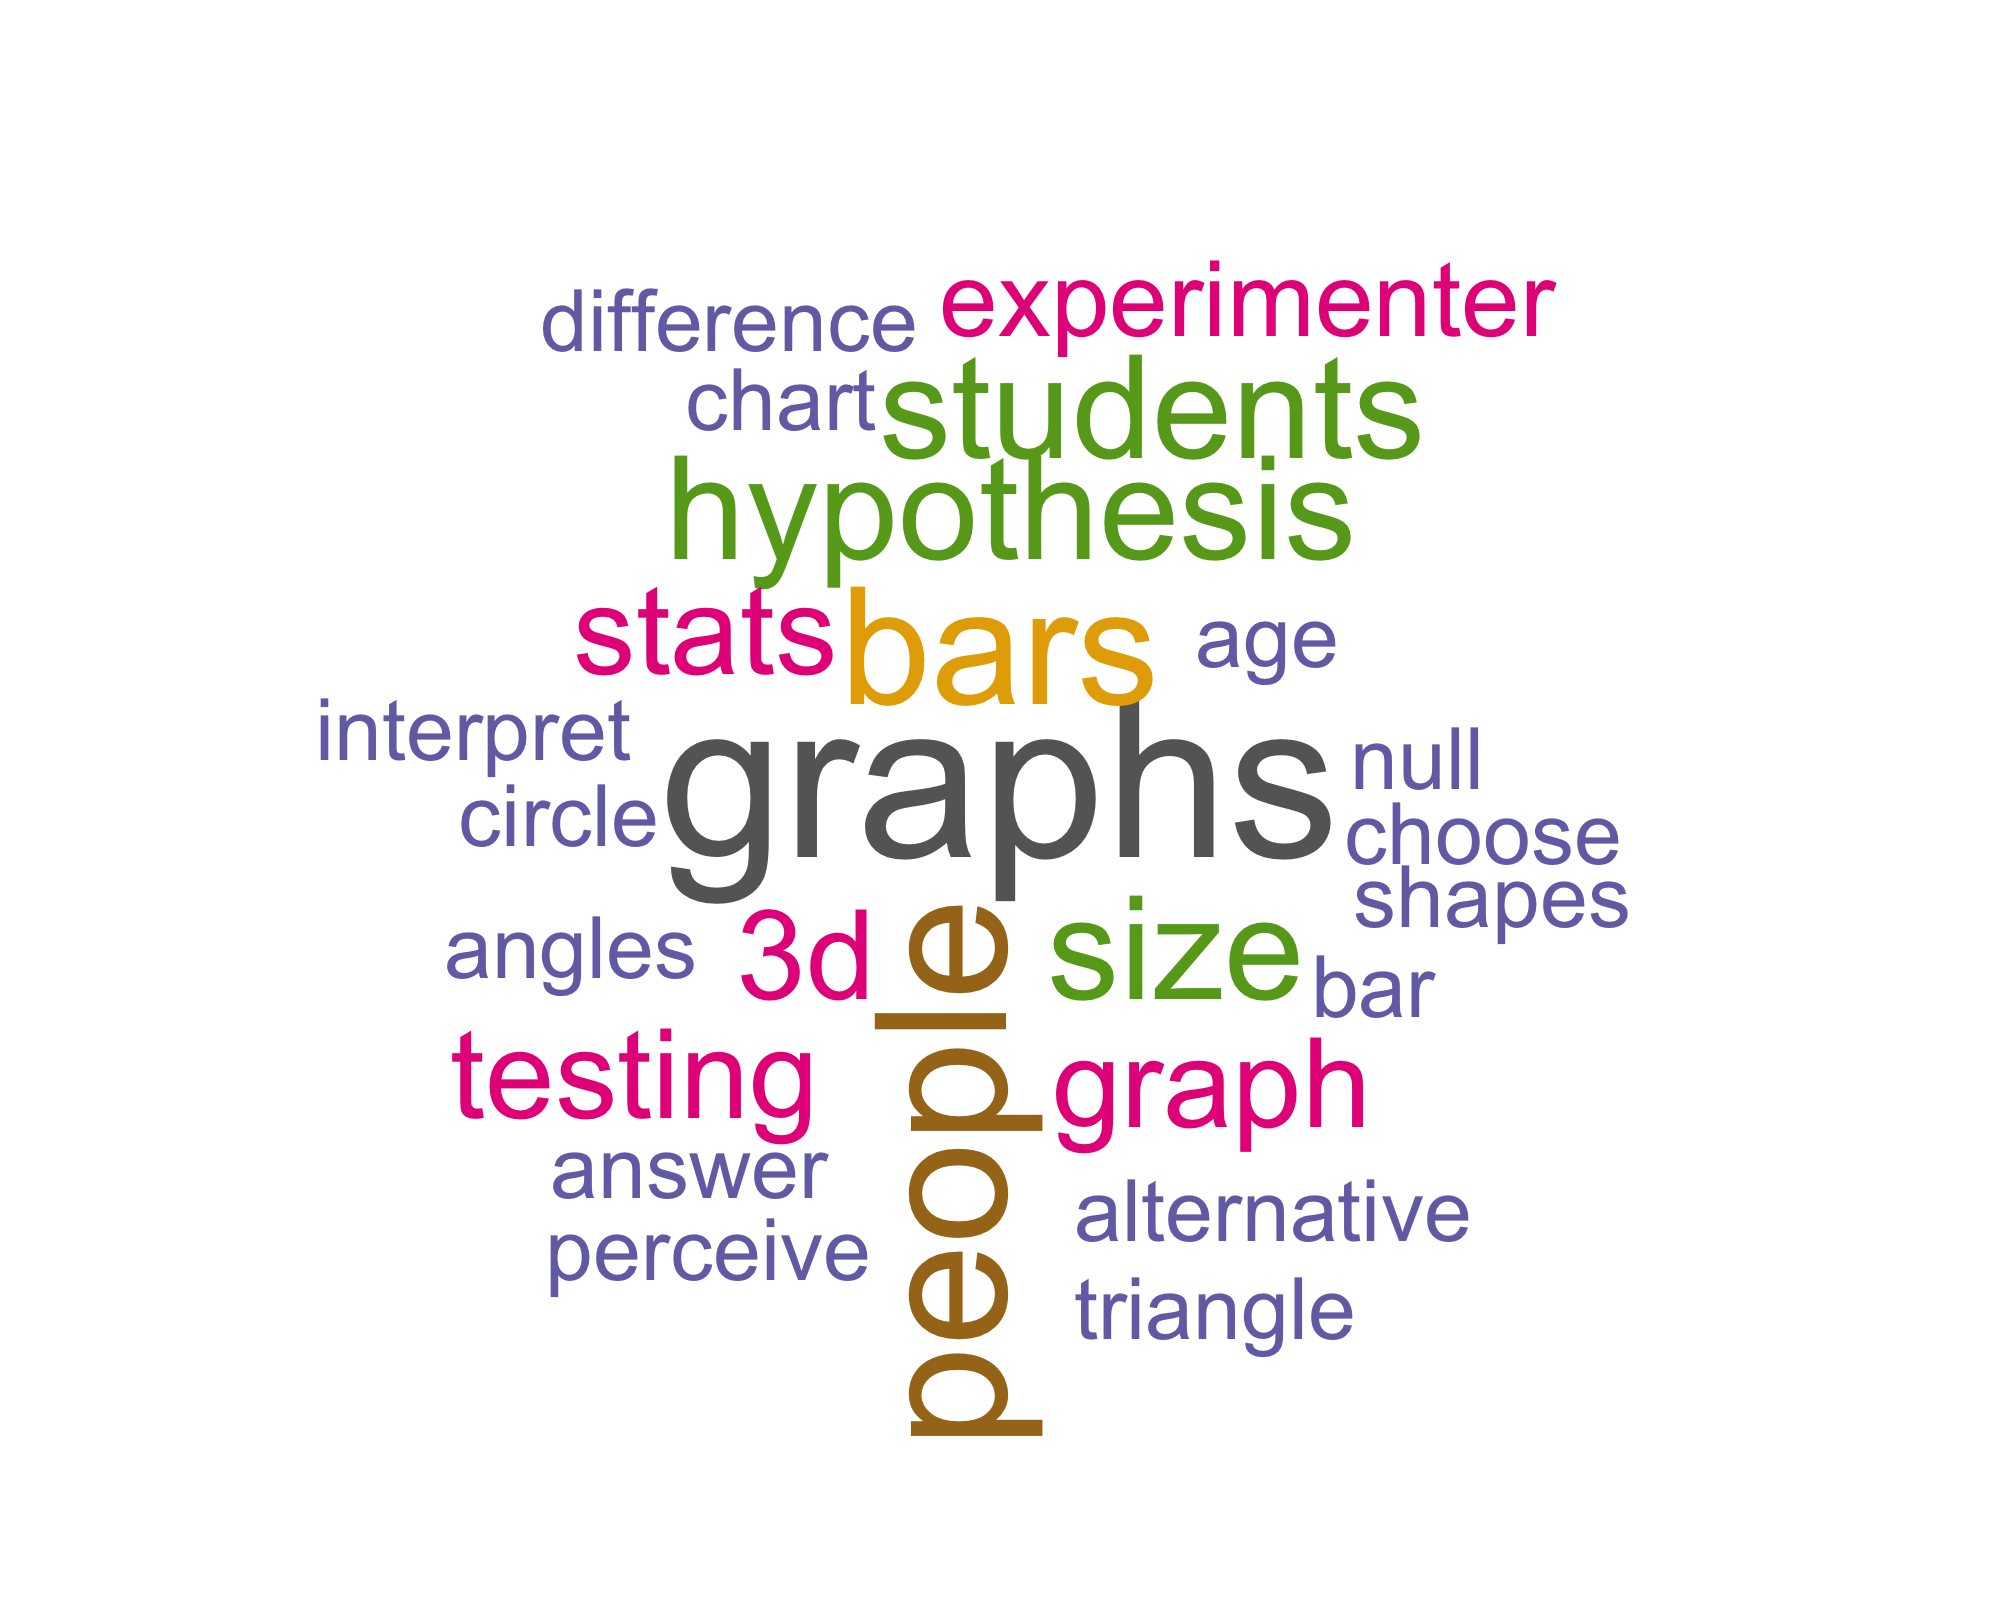 difference
experimenter
chart
students
hypothesis
stats
bars
age
interpret
graphs
null
circle
choose
shapes
angles
3d
people
size
bar
testing
graph
answer
alternative
perceive
triangle